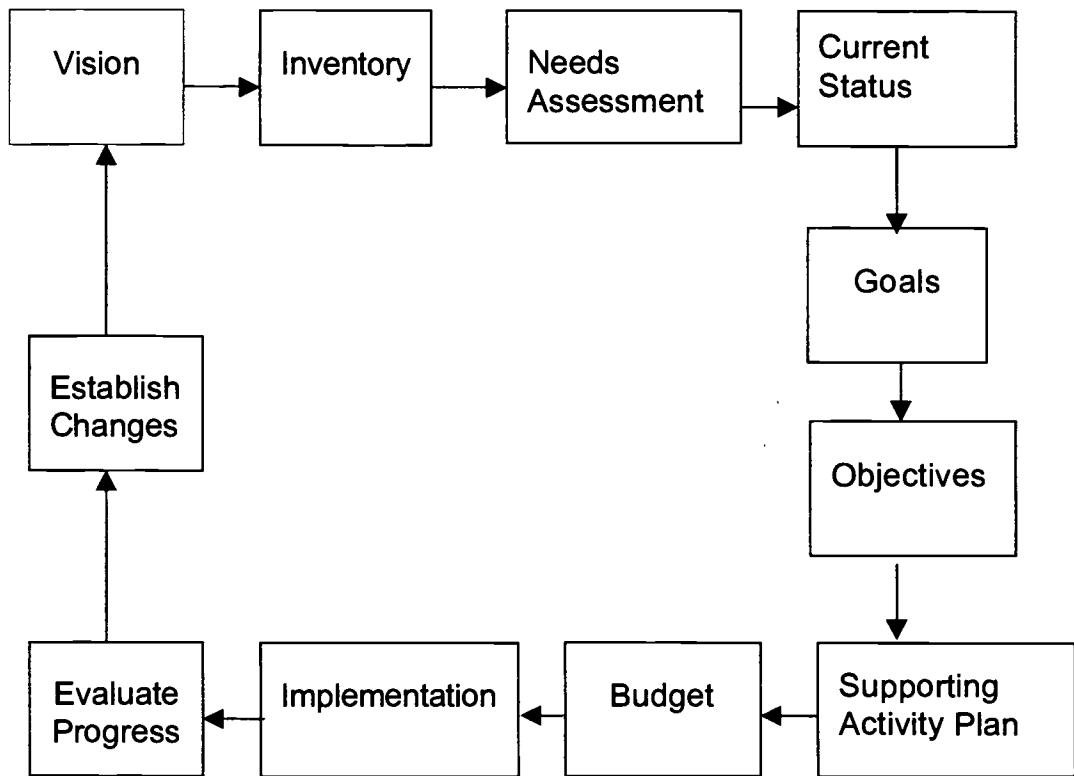 Vision
Inventory
Needs
Assessment
Current
Status
Goals
Objectives
Supporting
Activity Plan
Budget
Implementation
Evaluate
Progress
Establish
Changes